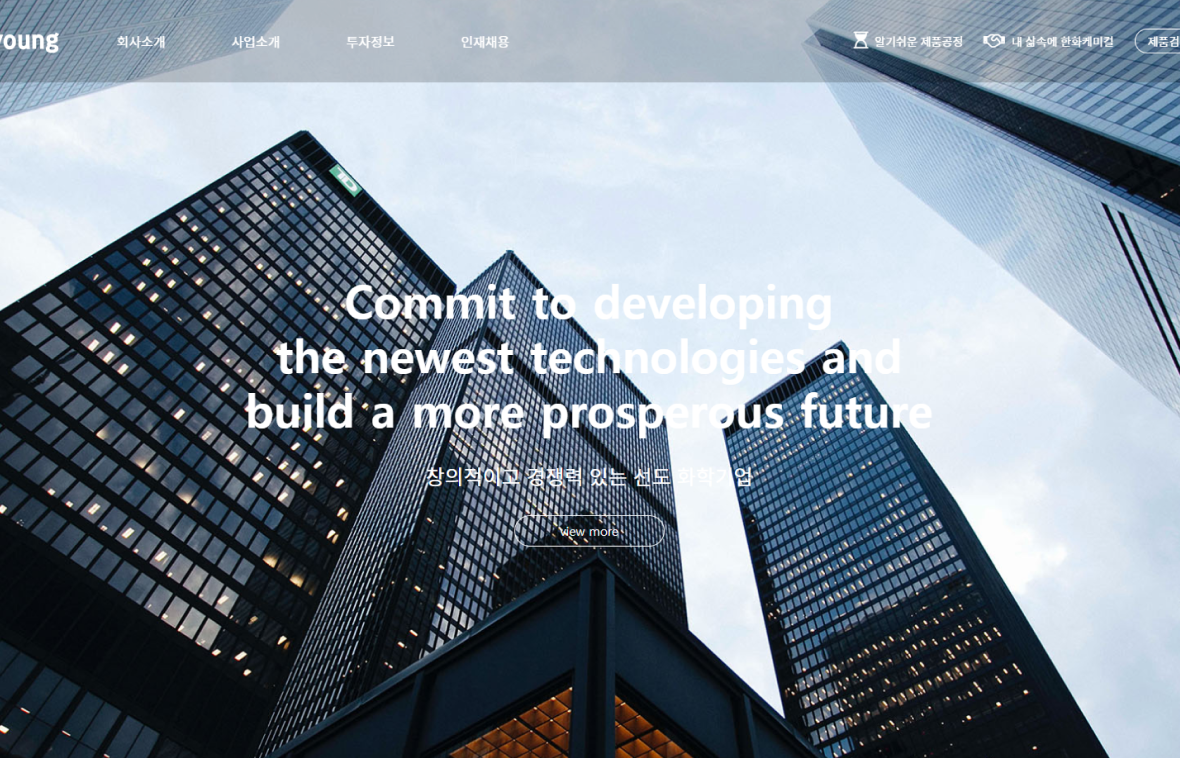 young 회사소개 사업소개 투자정보 인재채용 알기쉬운 제품공정 내 삶속에 한화케미컬 제품검
TD
Commit to developing
the newest technologies and
build a more prosperous future
창의적이고 경쟁력 있는 선도 화학기업
view more